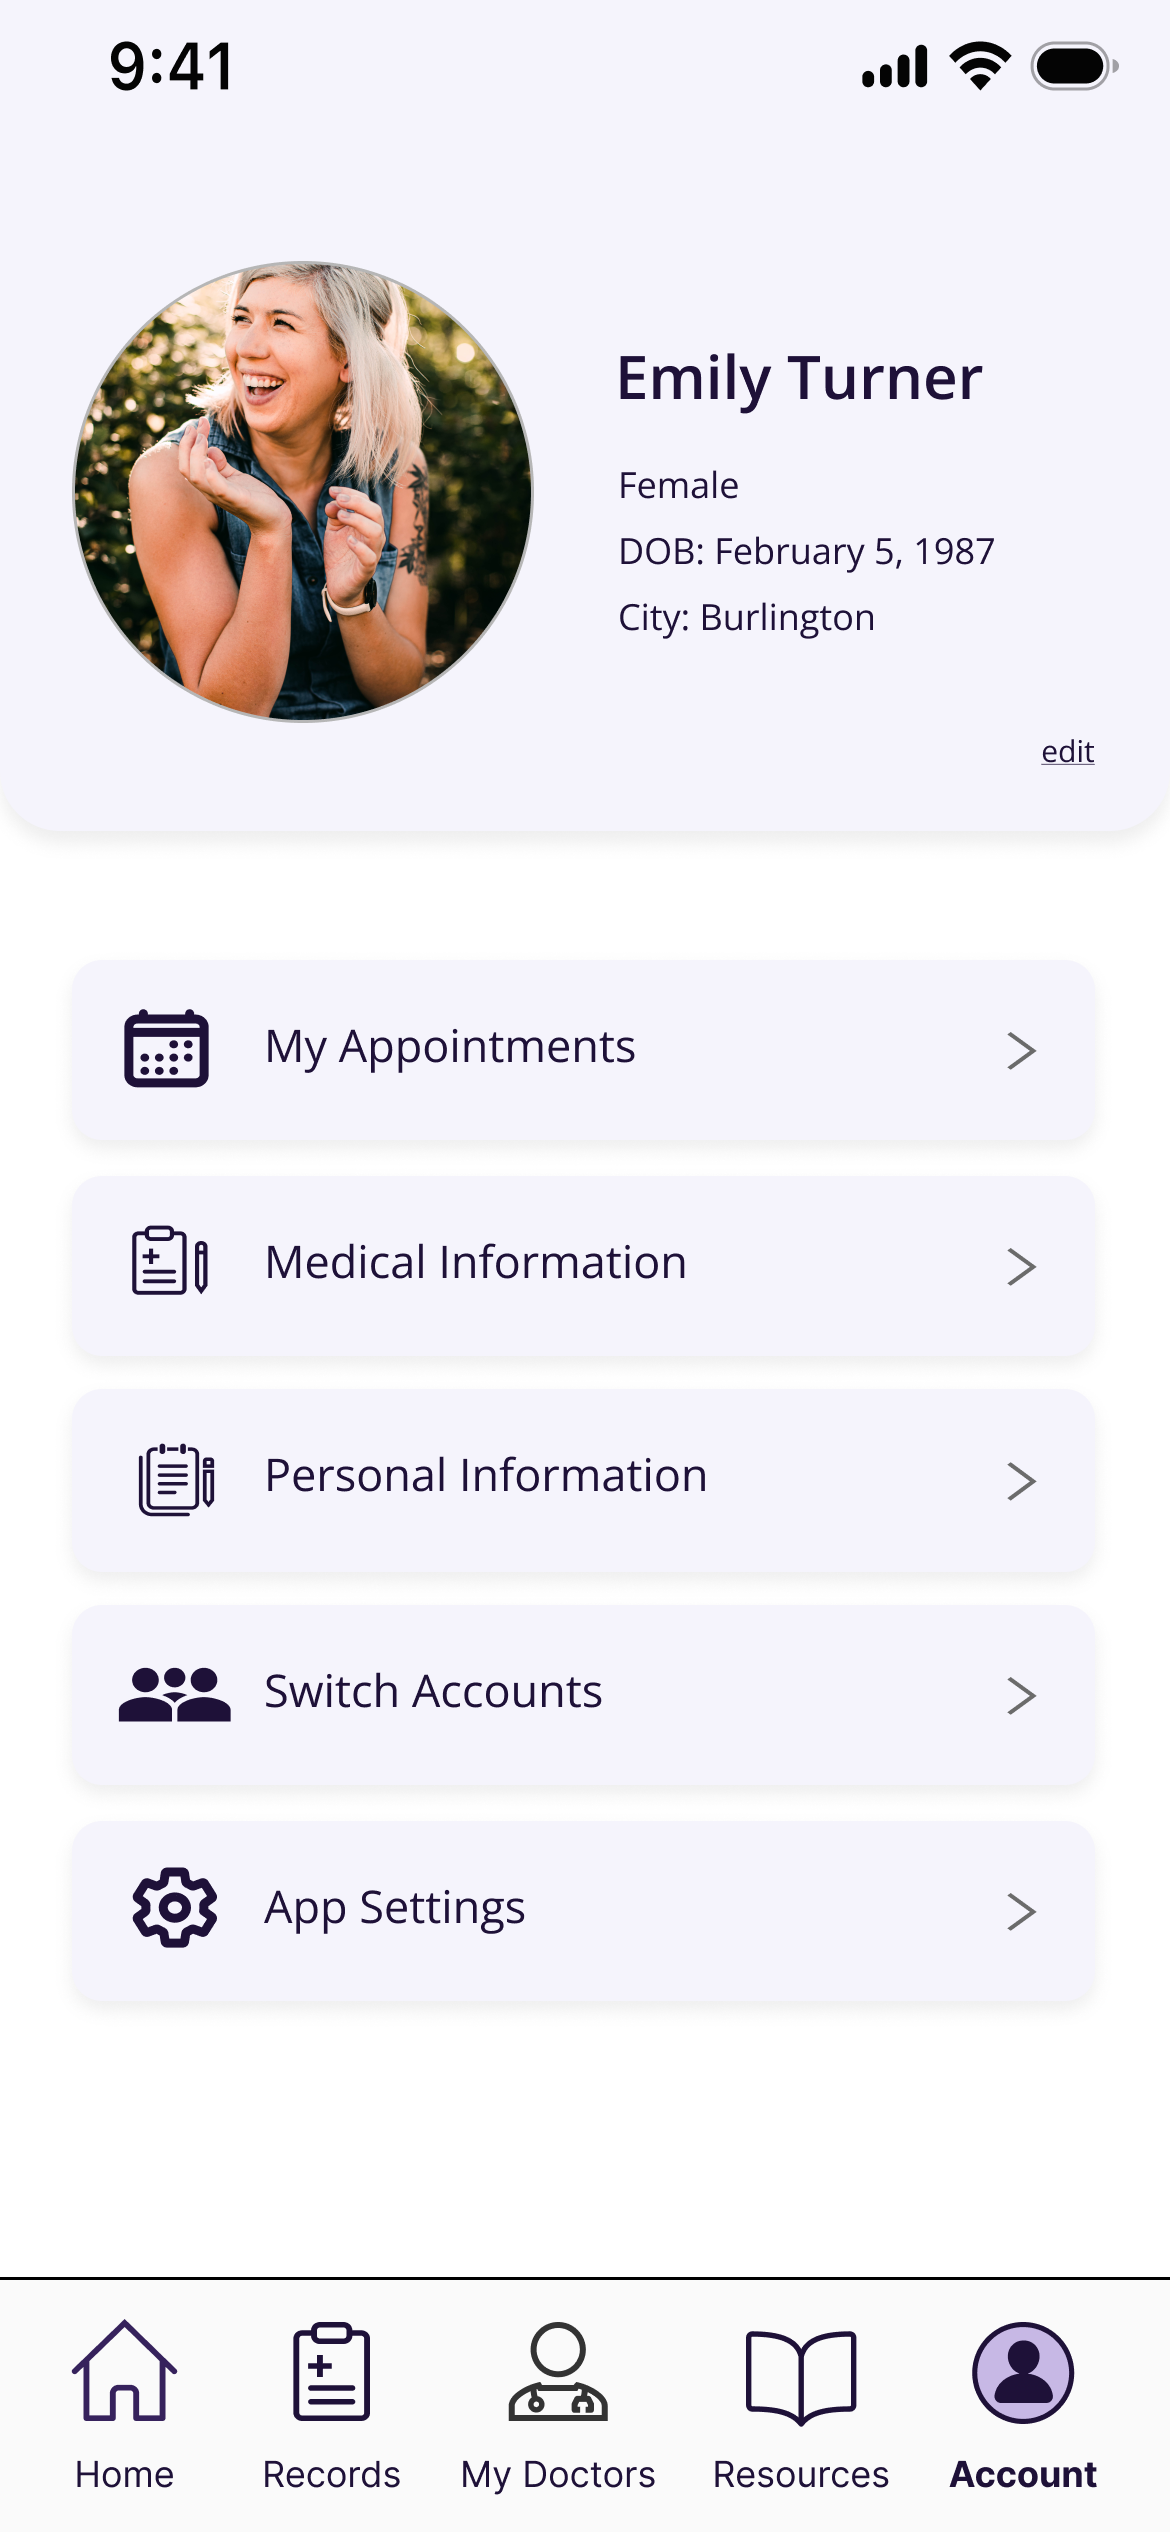 9:41
Emily Turner
Female
DOB: February 5, 1987
City: Burlington
edit
My Appointments
Medical Information
Personal Information
Switch Accounts
App Settings
Home
Records
My Doctors
Resources
Account